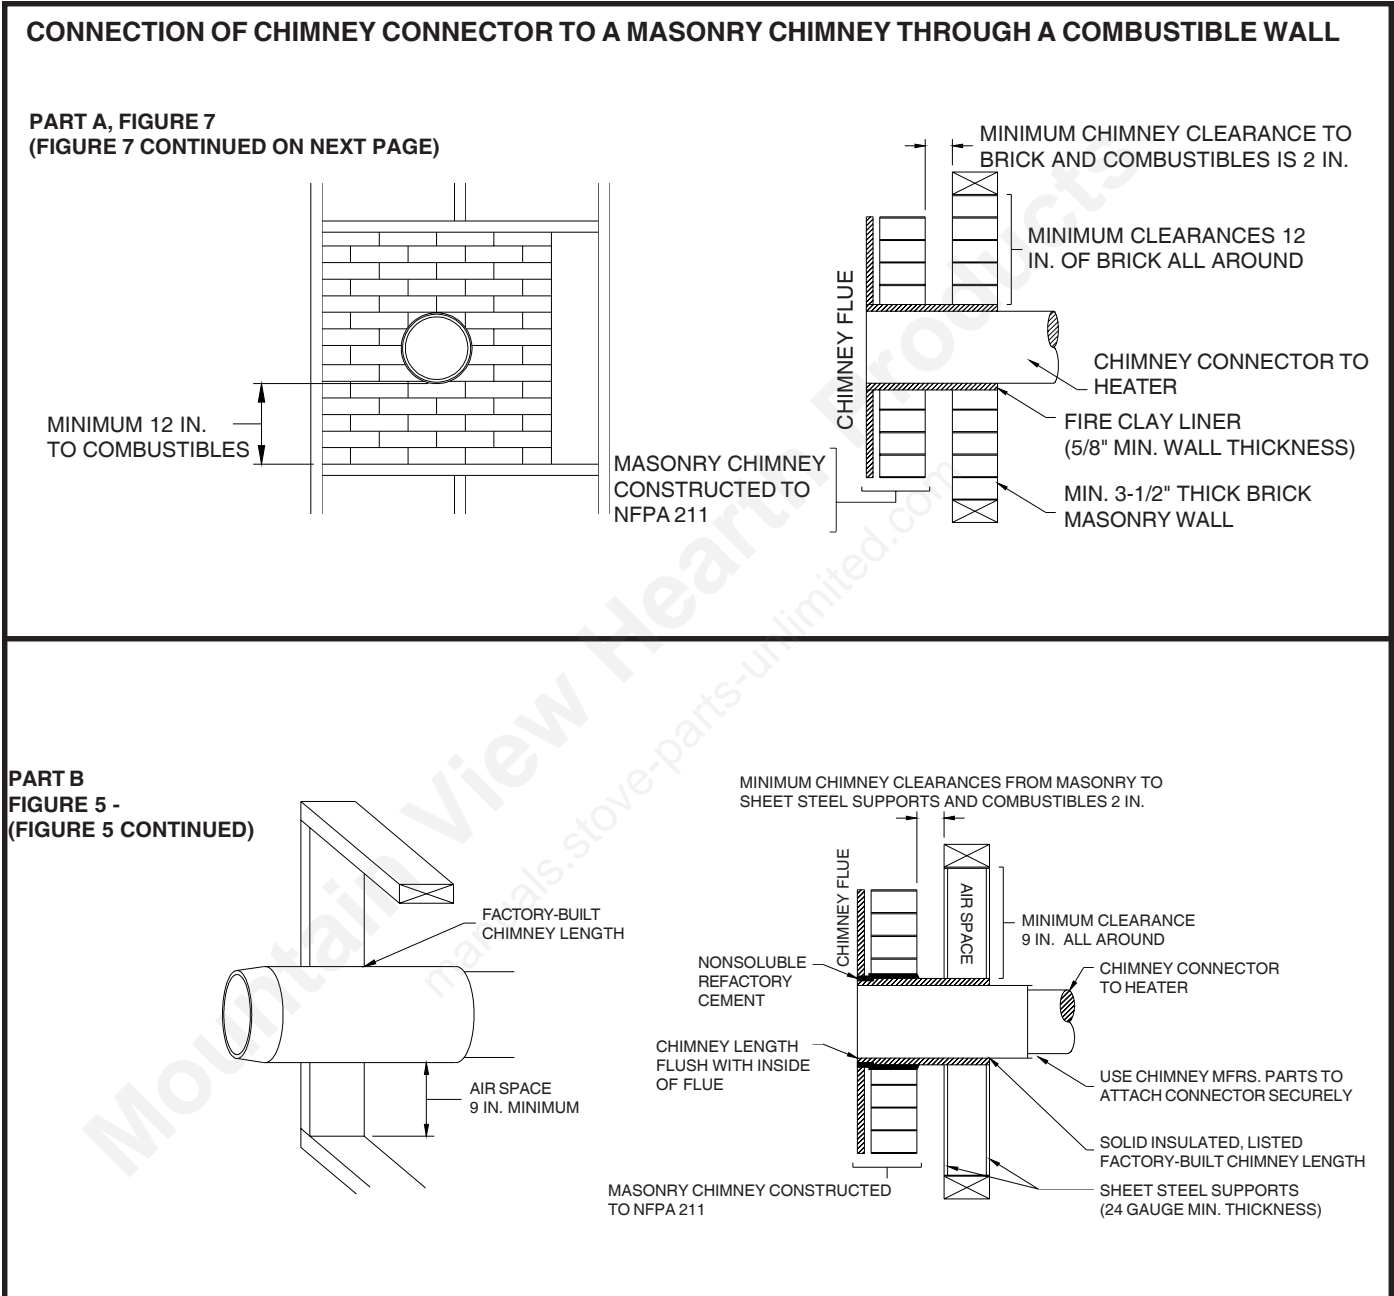 CONNECTION OF CHIMNEY CONNECTOR TO A MASONRY CHIMNEY THROUGH A COMBUSTIBLE WALL
PART A, FIGURE 7
(FIGURE 7 CONTINUED ON NEXT PAGE)
MINIMUM 12 IN.
TO COMBUSTIBLES
MINIMUM CHIMNEY CLEARANCE TO
BRICK AND COMBUSTIBLES IS 2 IN.
MINIMUM CLEARANCES 12
IN. OF BRICK ALL AROUND
CHIMNEY FLUE
CHIMNEY CONNECTOR TO
HEATER
FIRE CLAY LINER
(5/8" MIN. WALL THICKNESS)
MASONRY CHIMNEY
CONSTRUCTED TO
NFPA 211
MIN. 3-1/2" THICK BRICK
MASONRY WALL
PART B
FIGURE 5 -
(FIGURE 5 CONTINUED)
FACTORY-BUILT
CHIMNEY LENGTH
AIR SPACE
9 IN. MINIMUM
MINIMUM CHIMNEY CLEARANCES FROM MASONRY TO
SHEET STEEL SUPPORTS AND COMBUSTIBLES 2 IN.
CHIMNEY FLUE
AIR SPACE
MINIMUM CLEARANCE
9 IN. ALL AROUND
NONSOLUBLE
REFACTORY
CEMENT
CHIMNEY CONNECTOR
TO HEATER
CHIMNEY LENGTH
FLUSH WITH INSIDE
OF FLUE
USE CHIMNEY MFRS. PARTS TO
ATTACH CONNECTOR SECURELY
SOLID INSULATED, LISTED
FACTORY-BUILT CHIMNEY LENGTH
MASONRY CHIMNEY CONSTRUCTED
TO NFPA 211
SHEET STEEL SUPPORTS
(24 GAUGE MIN. THICKNESS)
Mountain View Hearth Products
manuals.stove-parts-unlimited.com